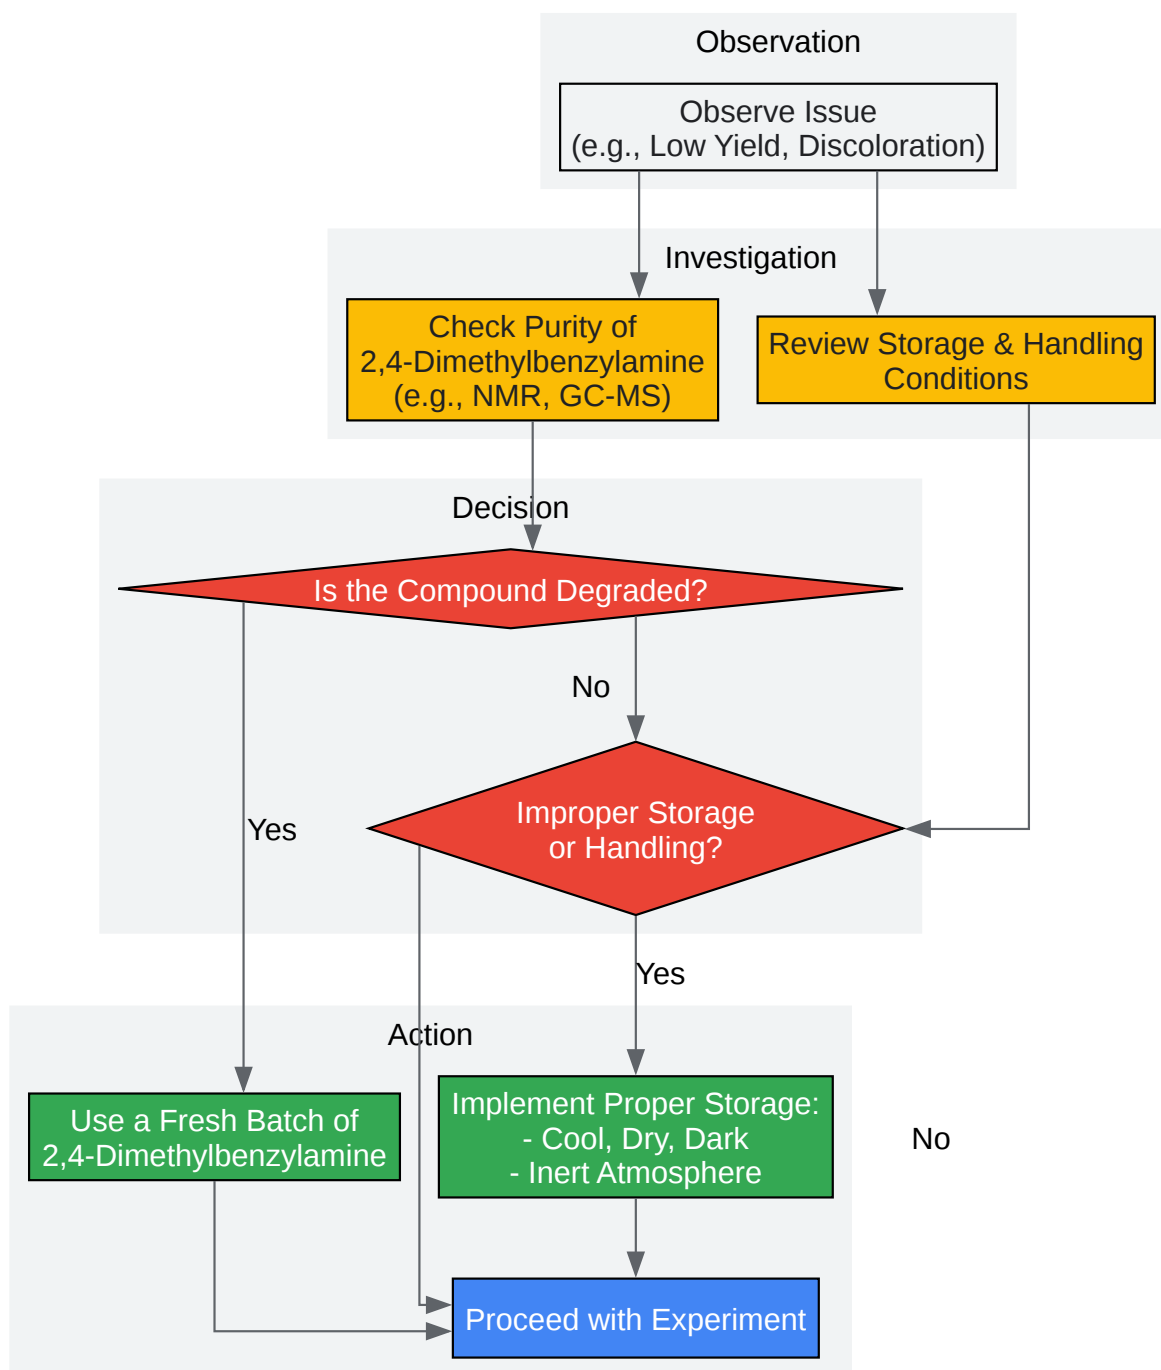 Observation
Observe Issue
(e.g., Low Yield, Discoloration)
Investigation
Check Purity of
2,4-Dimethylbenzylamine
(e.g., NMR, GC-MS)
Review Storage & Handling
Conditions
Decision
Is the Compound Degraded?
No
Yes
Improper Storage
or Handling?
Yes
Action
Use a Fresh Batch of
2,4-Dimethylbenzylamine
Implement Proper Storage:
- Cool, Dry, Dark
- Inert Atmosphere
No
Proceed with Experiment